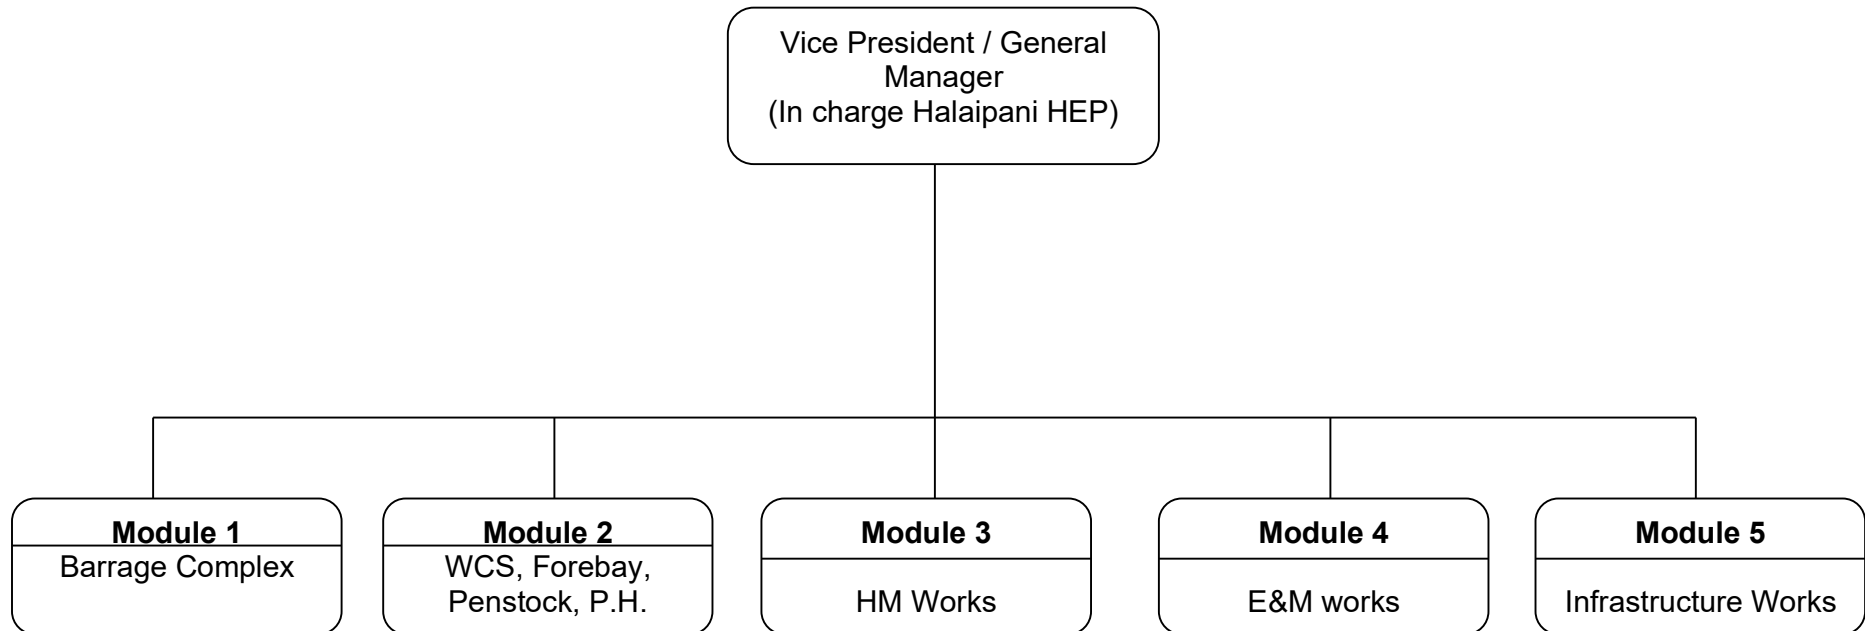 Vice President / General
Manager
(In charge Halaipani HEP)
Module 1
Barrage Complex
Module 2
WCS, Forebay,
Penstock, P.H.
Module 3
HM Works
Module 4
E&M works
Module 5
Infrastructure Works